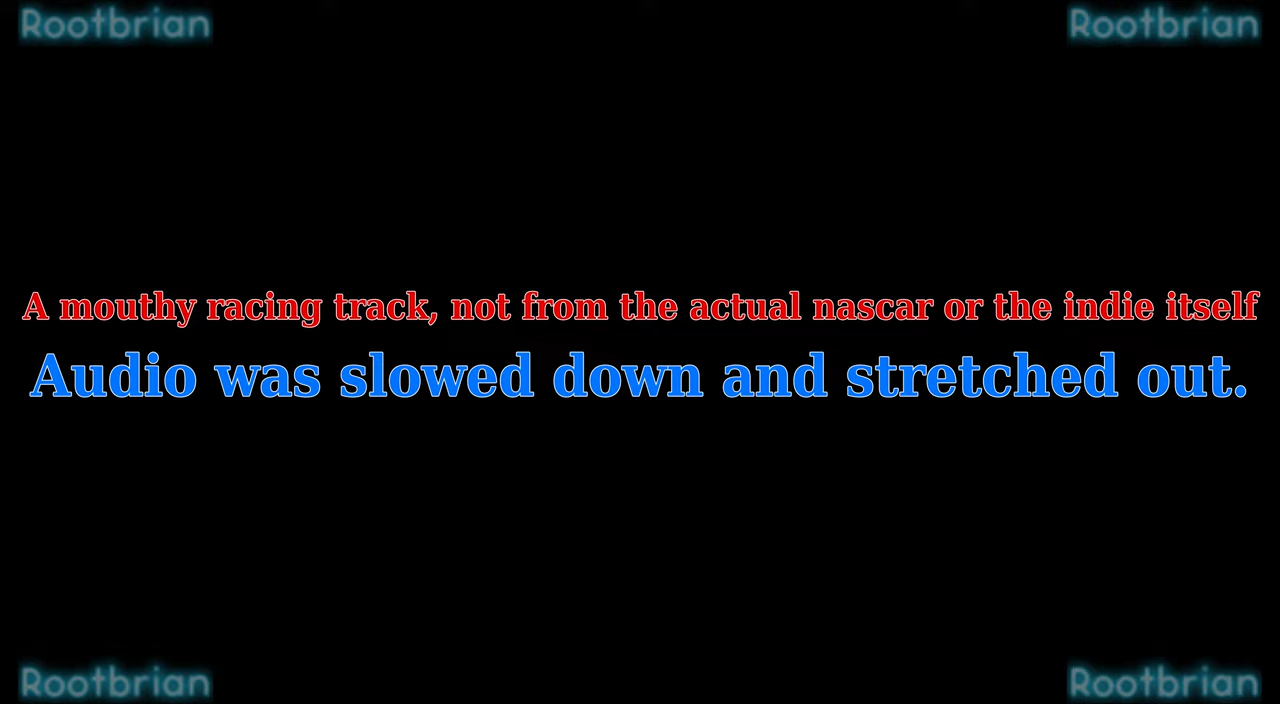 Rootbrian Rootbrian
A mouthy racing track, not from the actual nascar or the indie itself
Audio was slowed down and stretched out.
Rootbrian Rootbrian